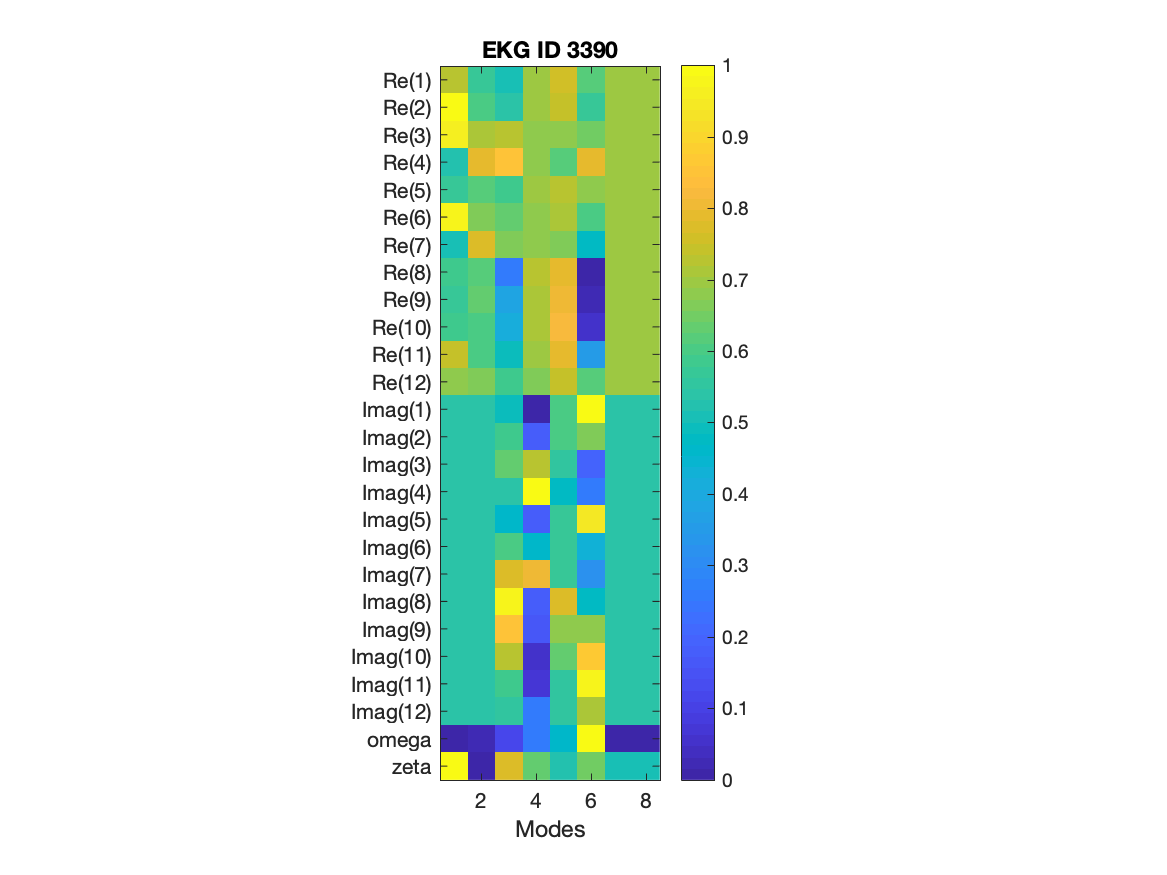 EKG ID 3390
Re(1)
Re(2)
Re(3)
Re(4)
Re(5)
Re(6)
Re(7)
Re(8)
Re(9)
Re(10)
Re(11)
Re(12)
Imag(1)
Imag(2)
Imag(3)
Imag(4)
Imag(5)
Imag(6)
Imag(7)
Imag(8)
Imag(9)
Imag(10)
Imag(11)
Imag(12)
omega
zeta
2 4 6 8
Modes
1
0.9
0.8
0.7
0.6
0.5
0.4
0.3
0.2
0.1
0